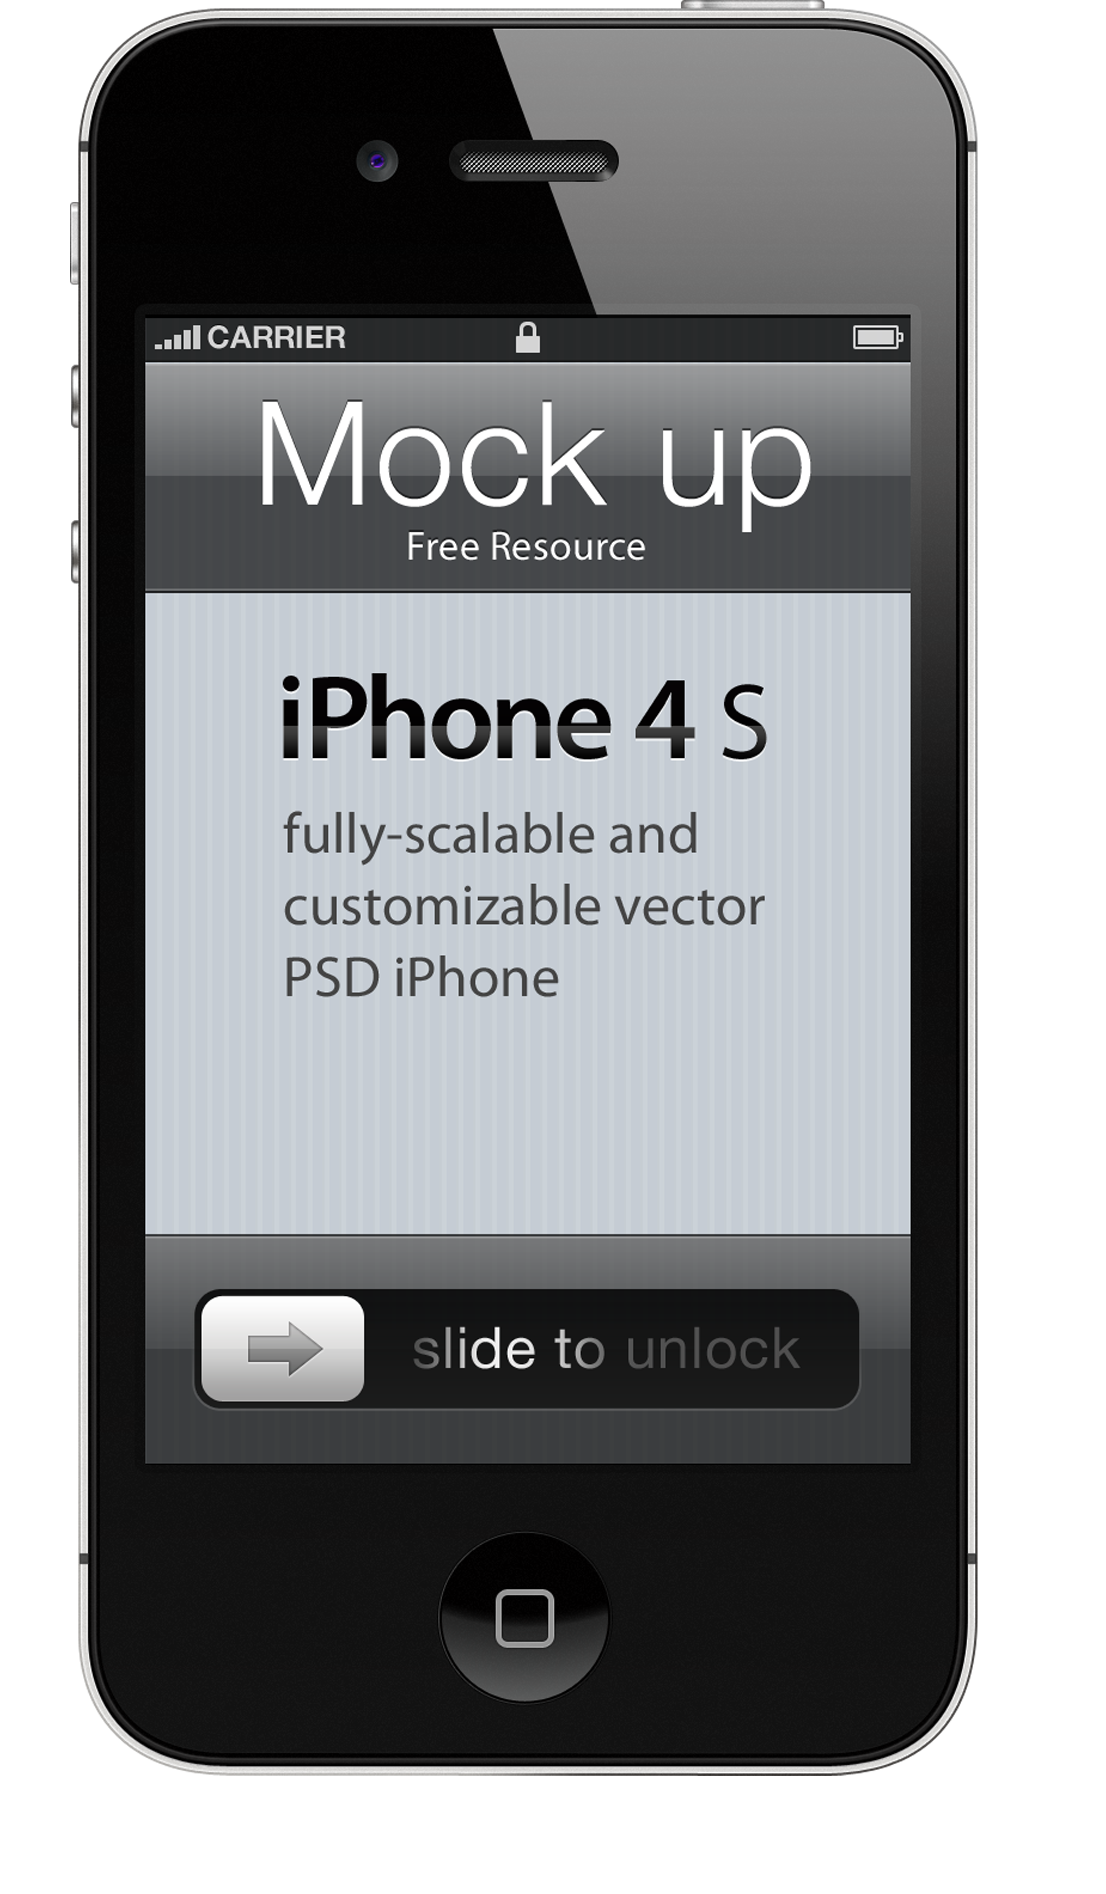 CARRIER
Mock up
Free Resource
iPhone 4 S
fully-scalable and
customizable vector
PSD iPhone
slide to unlock